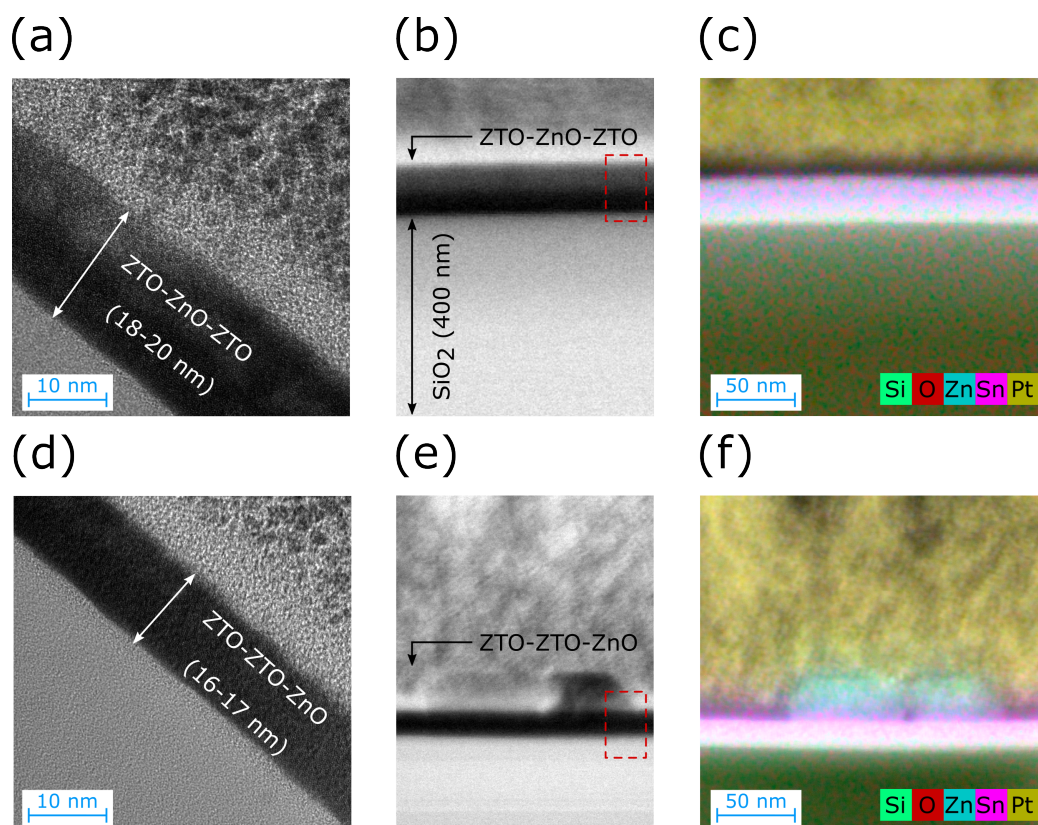 (a)
(b)
(c)
ZTO-ZnO-ZTO
(18-20 nm)
10 nm
ZTO-ZnO-ZTO
SiO₂ (400 nm)
50 nm
Si O Zn Sn Pt
(d)
(e)
(f)
ZTO-ZTO-ZnO
(16-17 nm)
10 nm
ZTO-ZTO-ZnO
50 nm
Si O Zn Sn Pt